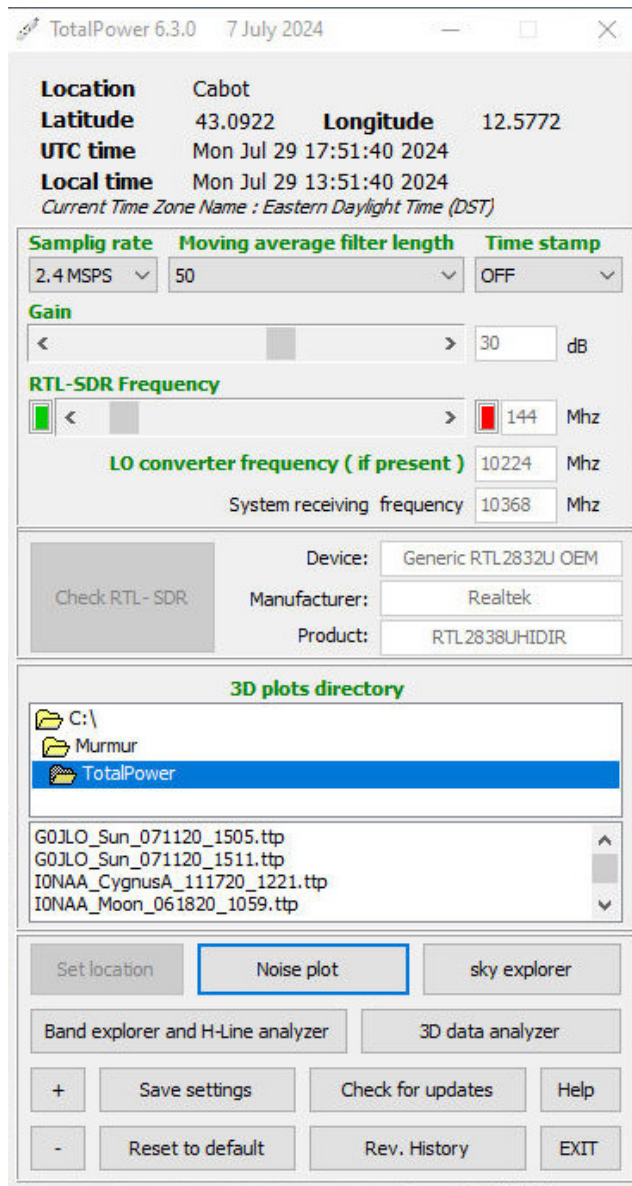 TotalPower 6.3.0 7 July 2024
Location Cabot
Latitude 43.0922 Longitude 12.5772
UTC time Mon Jul 29 17:51:40 2024
Local time Mon Jul 29 13:51:40 2024
Current Time Zone Name : Eastern Daylight Time (DST)
Samplig rate Moving average filter length Time stamp
2.4 MSPS 50 OFF
Gain
30 dB
RTL-SDR Frequency
144 Mhz
LO converter frequency ( if present ) 10224 Mhz
System receiving frequency 10368 Mhz
Check RTL- SDR
Device: Generic RTL2832U OEM
Manufacturer: Realtek
Product: RTL2838UHIDIR
3D plots directory
C:\
Murmur
TotalPower
G0JLO_Sun_071120_1505.ttp
G0JLO_Sun_071120_1511.ttp
I0NAA_CygnusA_111720_1221.ttp
I0NAA_Moon_061820_1059.ttp
Set location Noise plot sky explorer
Band explorer and H-Line analyzer 3D data analyzer
+ Save settings Check for updates Help
- Reset to default Rev. History EXIT